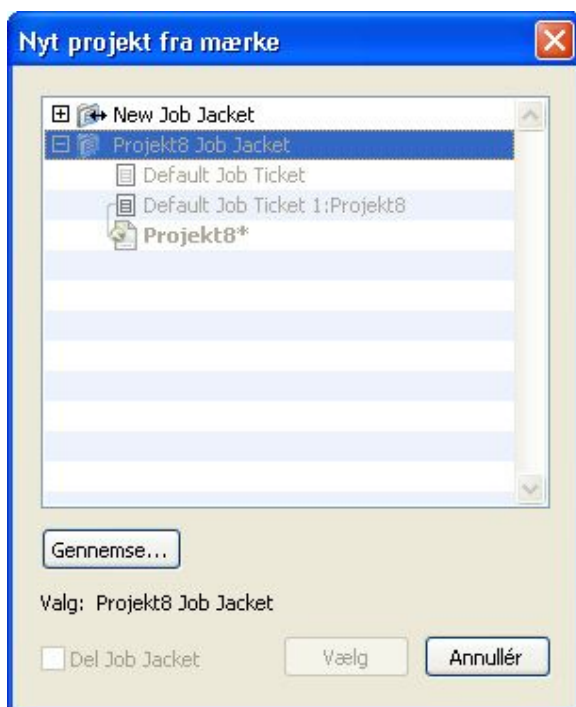 Nyt projekt fra mærke
New Job Jacket
Projekt8 Job Jacket
Default Job Ticket
Default Job Ticket 1:Projekt8
Projekt8*
Gennemse...
Valg: Projekt8 Job Jacket
Del Job Jacket
Vælg
Annullér